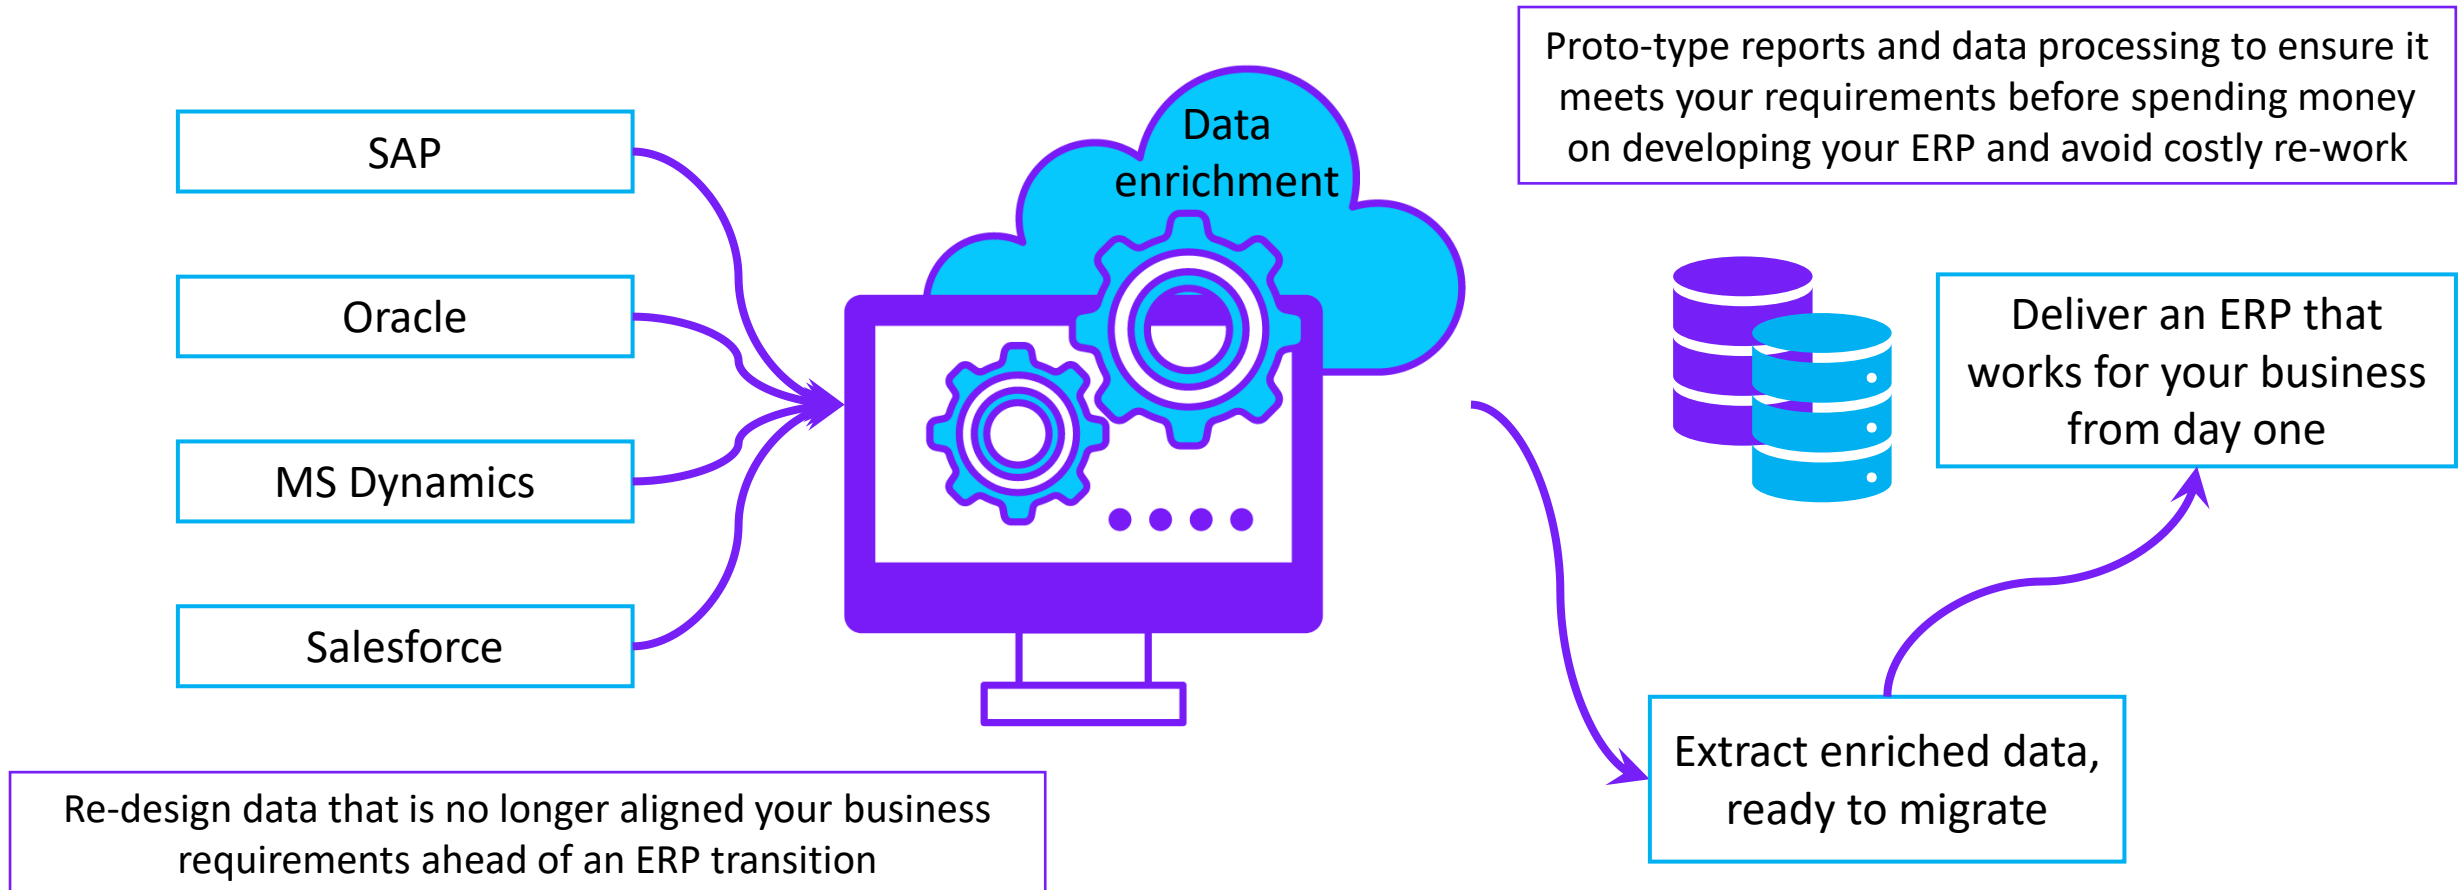 SAP
Oracle
MS Dynamics
Salesforce
Re-design data that is no longer aligned your business
requirements ahead of an ERP transition
Data
enrichment
Proto-type reports and data processing to ensure it
meets your requirements before spending money
on developing your ERP and avoid costly re-work
Deliver an ERP that
works for your business
from day one
Extract enriched data,
ready to migrate